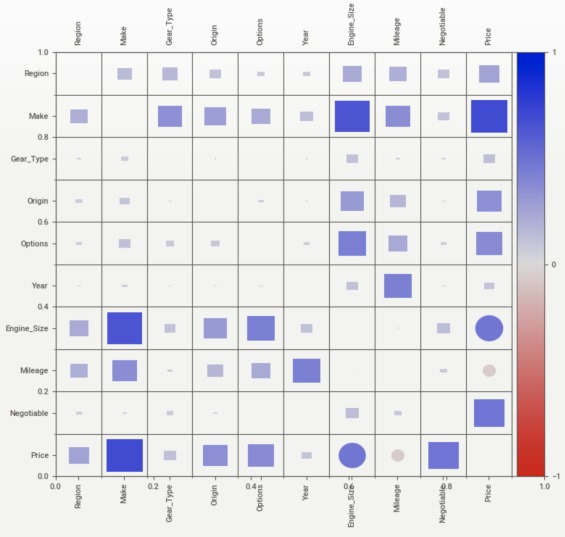 Region Make Gear_Type Origin Options Year Engine_Size Mileage Negotiable Price
1.0 1
Region
Make
0.8
Gear_Type
Origin
0.6
Options 0
Year
0.4
Engine_Size
Mileage
0.2
Negotiable
Price
0.0 -1
0.0 0.2 0.4 0.6 0.8 1.0
Region Make Gear_Type Origin Options Year Engine_Size Mileage Negotiable Price